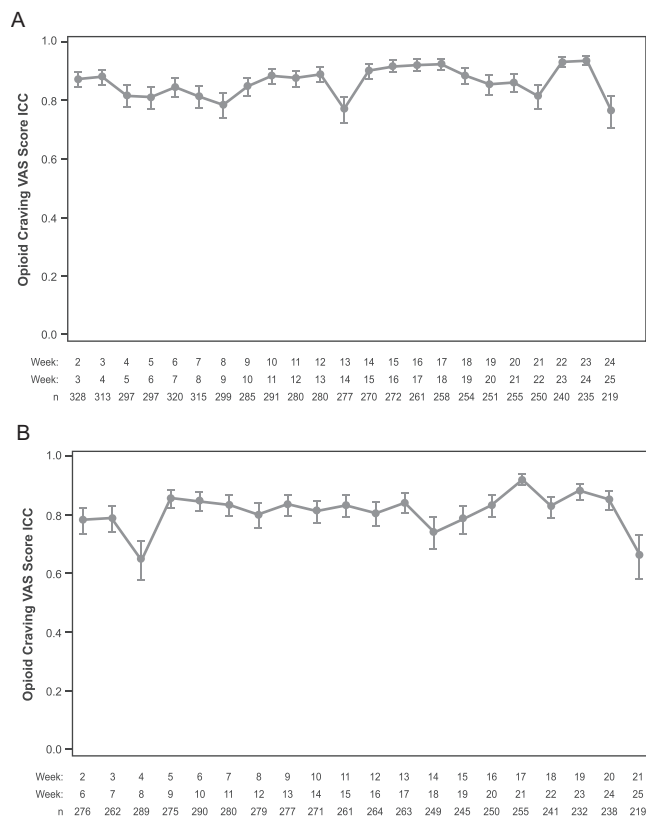 A
1.0
0.8
0.6
0.4
0.2
0.0
Opioid Craving VAS Score ICC
Week: 2 3 4 5 6 7 8 9 10 11 12 13 14 15 16 17 18 19 20 21 22 23 24
Week: 3 4 5 6 7 8 9 10 11 12 13 14 15 16 17 18 19 20 21 22 23 24 25
n 328 313 297 297 320 315 299 285 291 280 280 277 270 272 261 258 254 251 255 250 240 235 219
B
1.0
0.8
0.6
0.4
0.2
0.0
Opioid Craving VAS Score ICC
Week: 2 3 4 5 6 7 8 9 10 11 12 13 14 15 16 17 18 19 20 21
Week: 6 7 8 9 10 11 12 13 14 15 16 17 18 19 20 21 22 23 24 25
n 276 262 289 275 290 280 279 277 271 261 264 263 249 245 250 255 241 232 238 219